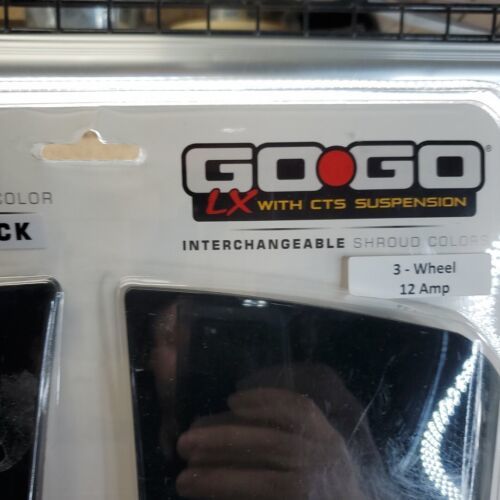 GO•GO®
LX WITH CTS SUSPENSION
COLOR
CK
INTERCHANGEABLE SHROUD COLORS
3 - Wheel
12 Amp